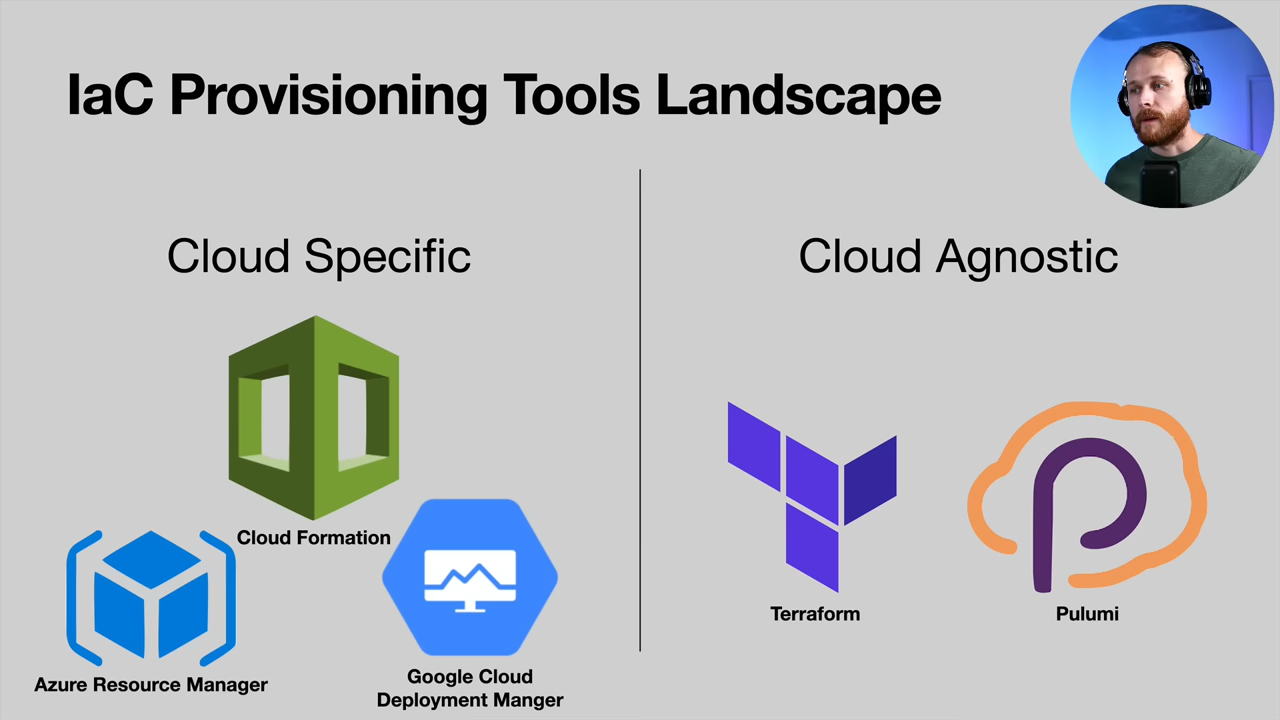 IaC Provisioning Tools Landscape
Cloud Specific
Cloud Formation
Azure Resource Manager
Google Cloud
Deployment Manger
Cloud Agnostic
Terraform
Pulumi